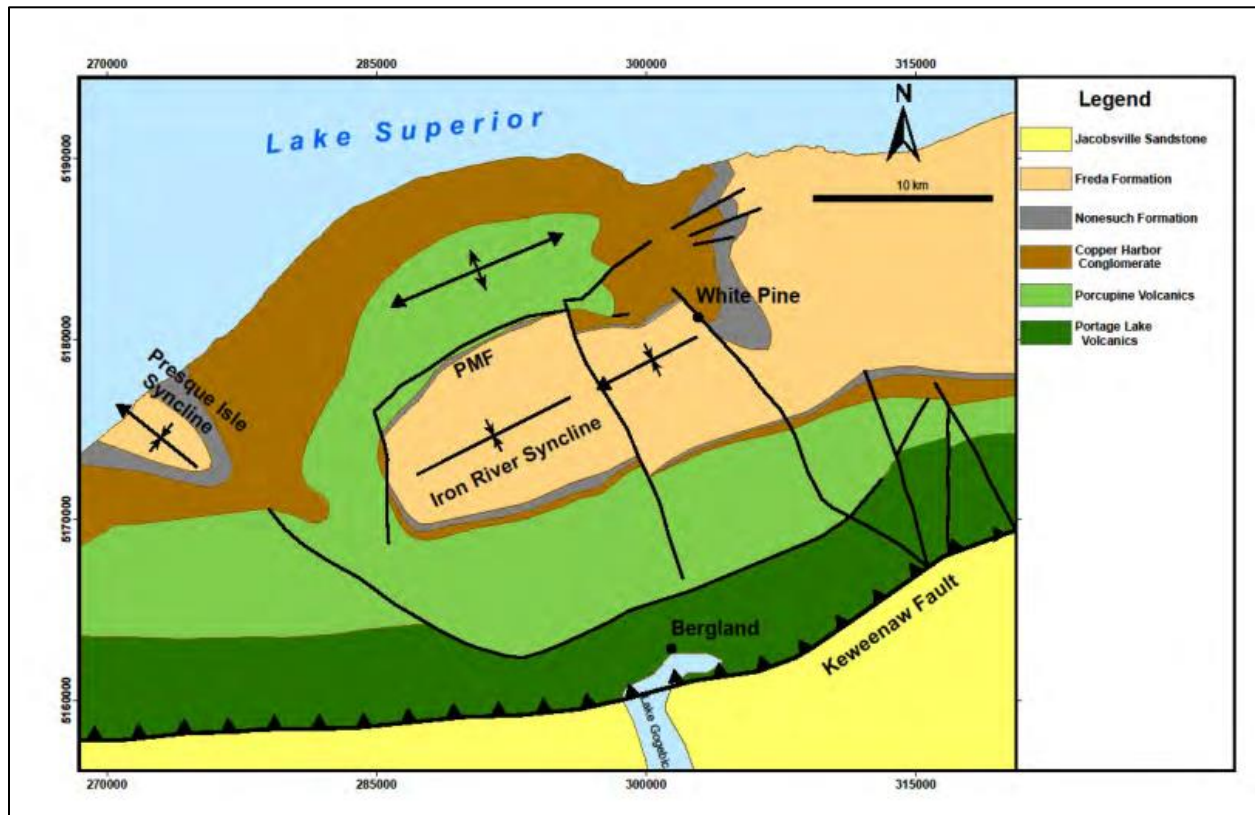 270000
285000
300000
315000
N
Lake Superior
10 km
5190000
5180000
5170000
5160000
White Pine
PMF
Presque Isle
Syncline
Iron River Syncline
Bergland
Keweenaw Fault
Lake Gogebic
270000
285000
300000
315000
Legend
Jacobsville Sandstone
Freda Formation
Nonesuch Formation
Copper Harbor
Conglomerate
Porcupine Volcanics
Portage Lake
Volcanics